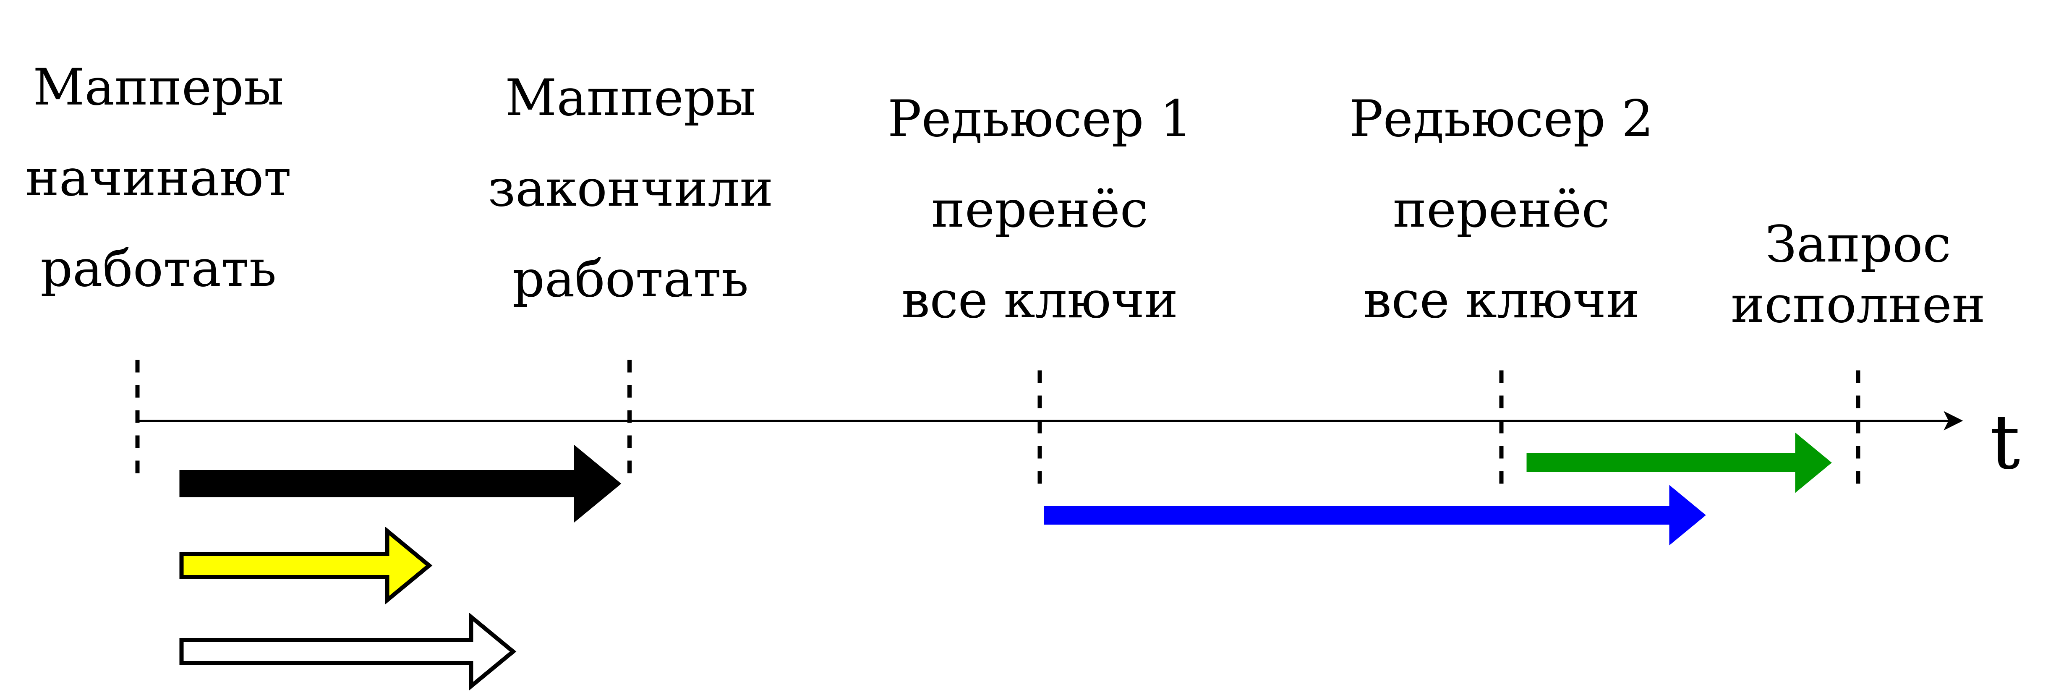 Мапперы
начинают
работать
Мапперы
закончили
работать
Редьюсер 1
перенёс
все ключи
Редьюсер 2
перенёс
все ключи
Запрос
исполнен
t